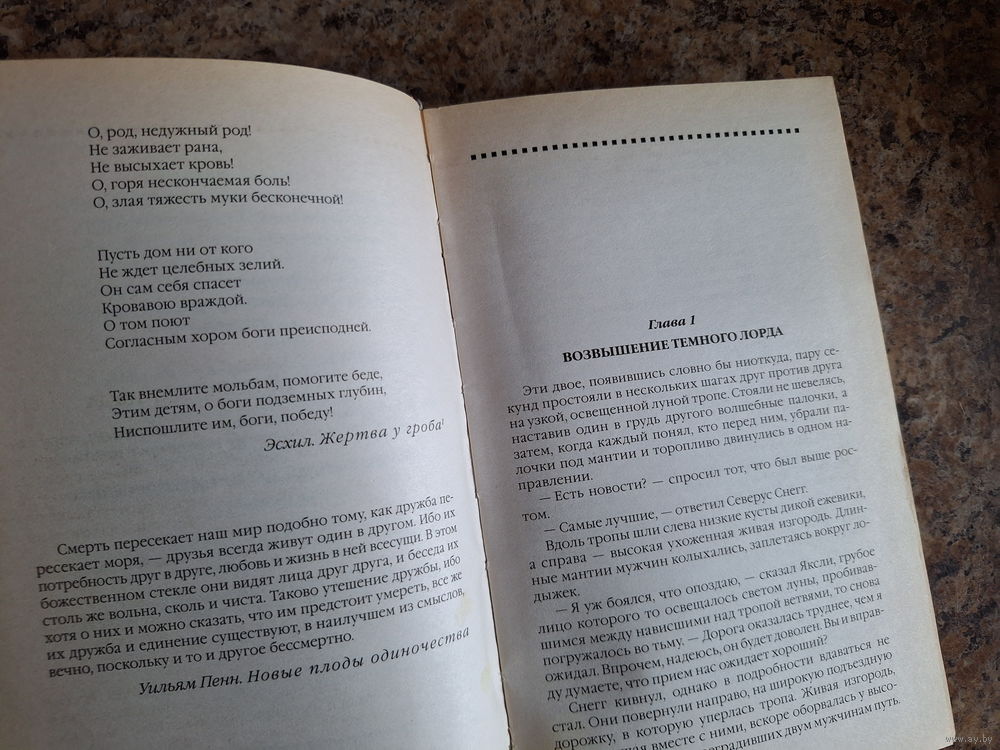 О, род, недужный род!
Не заживает рана,
Не высыхает кровь!
О, горя нескончаемая боль!
О, злая тяжесть муки бесконечной!
Пусть дом ни от кого
Не ждет целебных зелий.
Он сам себя спасет
Кровавою враждой.
О том поют
Согласным хором боги преисподней.
Так внемлите мольбам, помогите беде,
Этим детям, о боги подземных глубин,
Ниспошлите им, боги, победу!
Эсхил. Жертва у гроба¹
Смерть пересекает наш мир подобно тому, как дружба пе-
ресекает моря, — друзья всегда живут один в другом. Ибо их
потребность друг в друге, любовь и жизнь в ней всесущи. В этом
божественном стекле они видят лица друг друга, и беседа их
столь же вольна, сколь и чиста. Таково утешение дружбы, ибо
хотя о них и можно сказать, что им предстоит умереть, все же
их дружба и единение существуют, в наилучшем из смыслов,
вечно, поскольку и то и другое бессмертно.
Уильям Пенн. Новые плоды одиночества
Глава 1
ВОЗВЫШЕНИЕ ТЕМНОГО ЛОРДА
Эти двое, появившись словно бы ниоткуда, пару се-
кунд простояли в нескольких шагах друг против друга
на узкой, освещенной луной тропе. Стояли не шевелясь,
наставив один в грудь другого волшебные палочки, а
затем, когда каждый понял, кто перед ним, убрали па-
лочки под мантии и торопливо двинулись в одном на-
правлении.
— Есть новости? — спросил тот, что был выше рос-
том.
— Самые лучшие, — ответил Северус Снегг.
Вдоль тропы шли слева низкие кусты дикой ежевики,
а справа — высокая ухоженная живая изгородь. Длин-
ные мантии мужчин колыхались, заплетаясь вокруг ло-
дыжек.
— Я уж боялся, что опоздаю, — сказал Яксли, грубое
лицо которого то освещалось светом луны, пробивав-
шимся между нависшими над тропой ветвями, то снова
погружалось во тьму. — Дорога оказалась труднее, чем я
ожидал. Впрочем, надеюсь, он будет доволен. Вы и вправ-
ду думаете, что прием нас ожидает хороший?
Снегг кивнул, однако в подробности вдаваться не
стал. Они повернули направо, на широкую подъездную
дорожку, в которую уперлась тропа. Живая изгородь,
вместе с ними, вскоре оборвалась у высо-
преградивших двум мужчинам путь.
www.ay.by